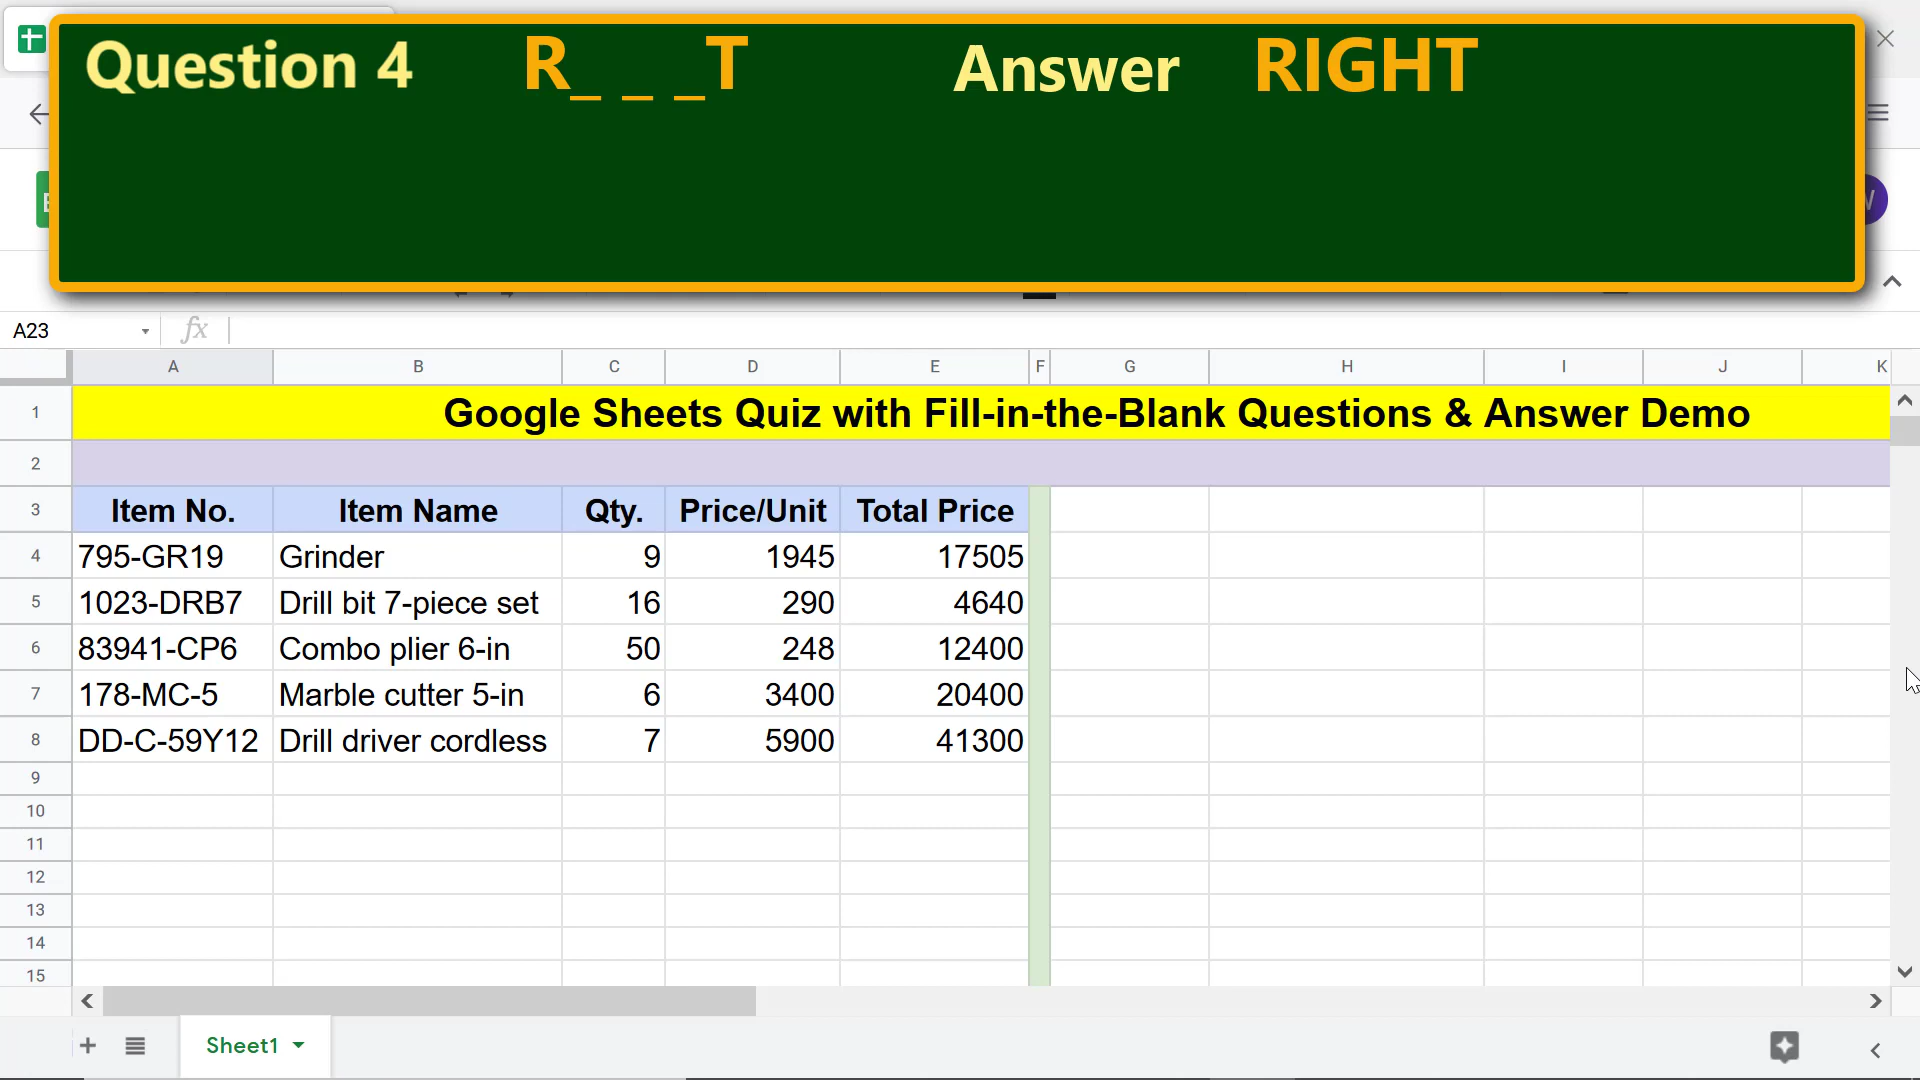 Question 4 R_ _ _T Answer RIGHT
A23 fx
A B C D E F G H I J K
1 Google Sheets Quiz with Fill-in-the-Blank Questions & Answer Demo
2
3 Item No. Item Name Qty. Price/Unit Total Price
4 795-GR19 Grinder 9 1945 17505
5 1023-DRB7 Drill bit 7-piece set 16 290 4640
6 83941-CP6 Combo plier 6-in 50 248 12400
7 178-MC-5 Marble cutter 5-in 6 3400 20400
8 DD-C-59Y12 Drill driver cordless 7 5900 41300
9
10
11
12
13
14
15
Sheet1